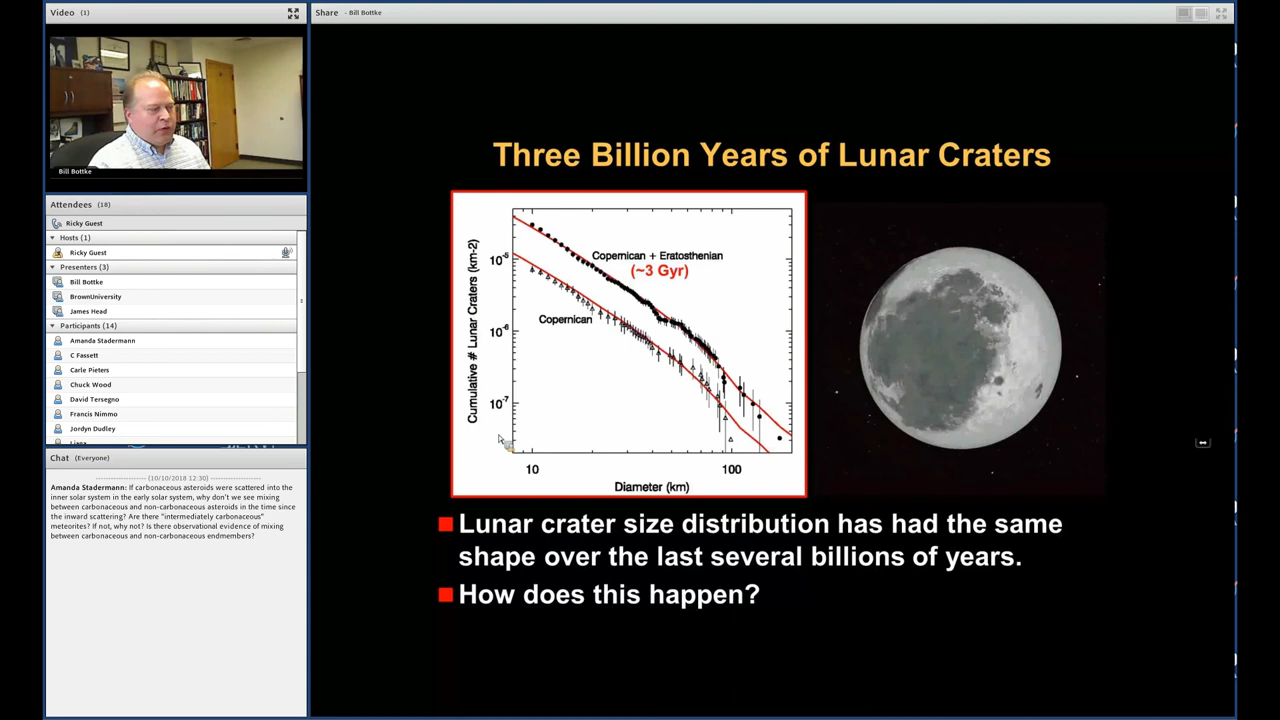 Video (1)
Bill Bottke
Attendees (18)
Ricky Guest
Hosts (1)
Ricky Guest
Presenters (3)
Bill Bottke
BrownUniversity
James Head
Participants (14)
Amanda Stadermann
C Fassett
Carle Pieters
Chuck Wood
David Tersegno
Francis Nimmo
Jordyn Dudley
Chat (Everyone)
(10/10/2018 12:30)
Amanda Stadermann: If carbonaceous asteroids were scattered into the
inner solar system in the early solar system, why don't we see mixing
between carbonaceous and non-carbonaceous asteroids in the time since
the inward scattering? Are there "intermediately carbonaceous"
meteorites? If not, why not? Is there observational evidence of mixing
between carbonaceous and non-carbonaceous endmembers?
Share - Bill Bottke
Three Billion Years of Lunar Craters
Cumulative # Lunar Craters (km-2)
10-5
10-6
10-7
Copernican + Eratosthenian
(~3 Gyr)
Copernican
10
100
Diameter (km)
Lunar crater size distribution has had the same
shape over the last several billions of years.
How does this happen?